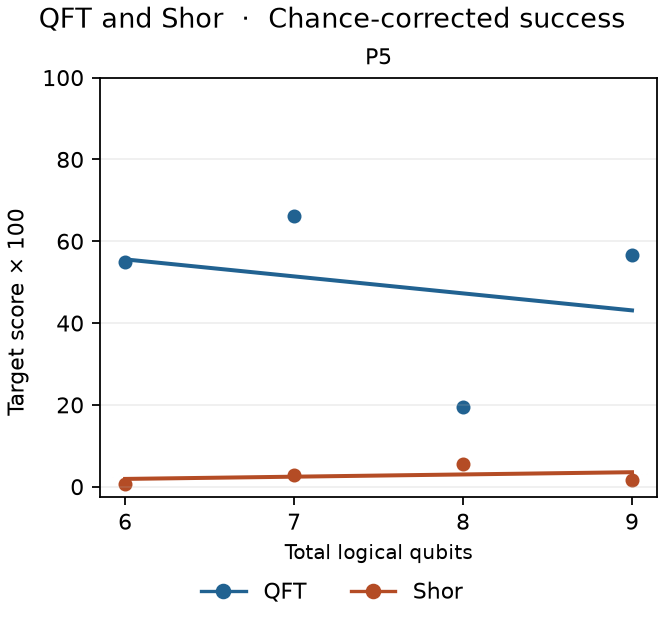 QFT and Shor · Chance-corrected success
P5
100
80
60
40
20
0
Target score × 100
6 7 8 9
Total logical qubits
QFT Shor